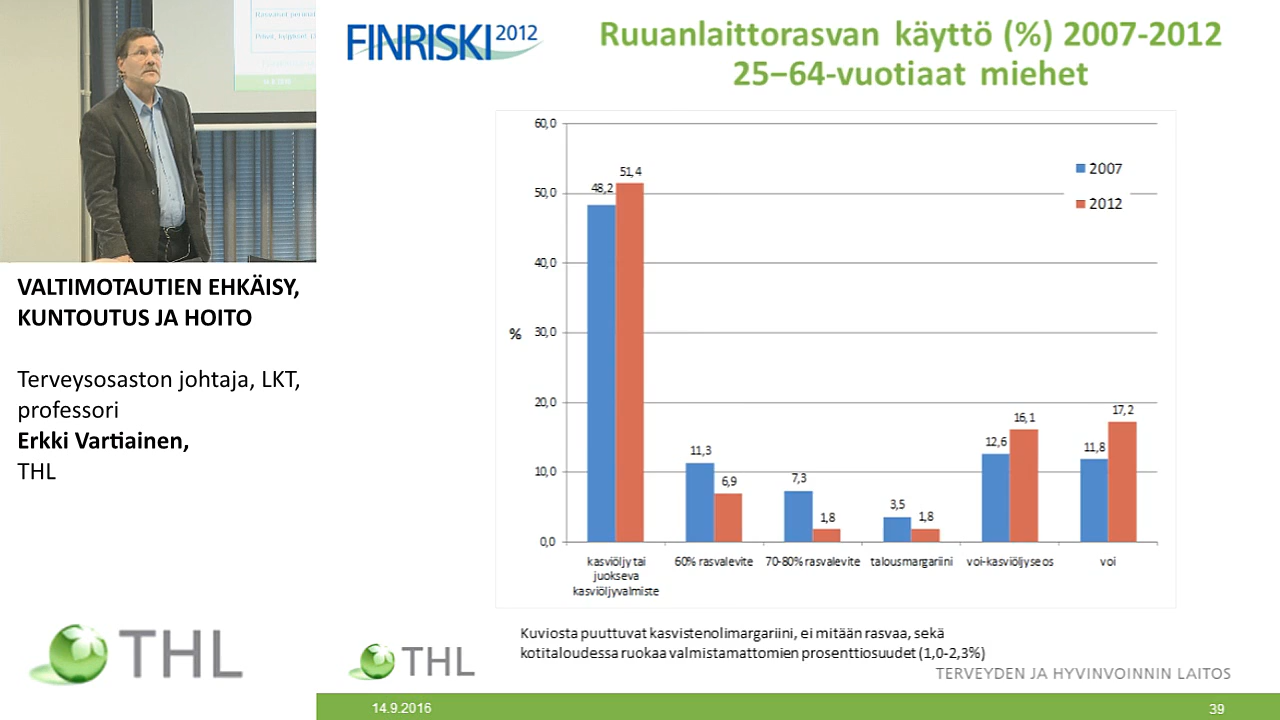 VALTIMOTAUTIEN EHKÄISY,
KUNTOUTUS JA HOITO
Terveysosaston johtaja, LKT,
professori
Erkki Vartiainen,
THL
THL
FINRISKI 2012
Ruuanlaittorasvan käyttö (%) 2007-2012
25–64-vuotiaat miehet
60,0
50,0
40,0
30,0
20,0
10,0
0,0
%
2007
2012
48,2
51,4
11,3
6,9
7,3
1,8
3,5
1,8
12,6
16,1
11,8
17,2
kasviöljy tai
juokseva
kasviöljyvalmiste
60% rasvalevite
70-80% rasvalevite
talousmargariini
voi-kasviöljyseos
voi
Kuviosta puuttuvat kasvistenolimargariini, ei mitään rasvaa, sekä
kotitaloudessa ruokaa valmistamattomien prosenttiosuudet (1,0-2,3%)
THL
TERVEYDEN JA HYVINVOINNIN LAITOS
14.9.2016
39